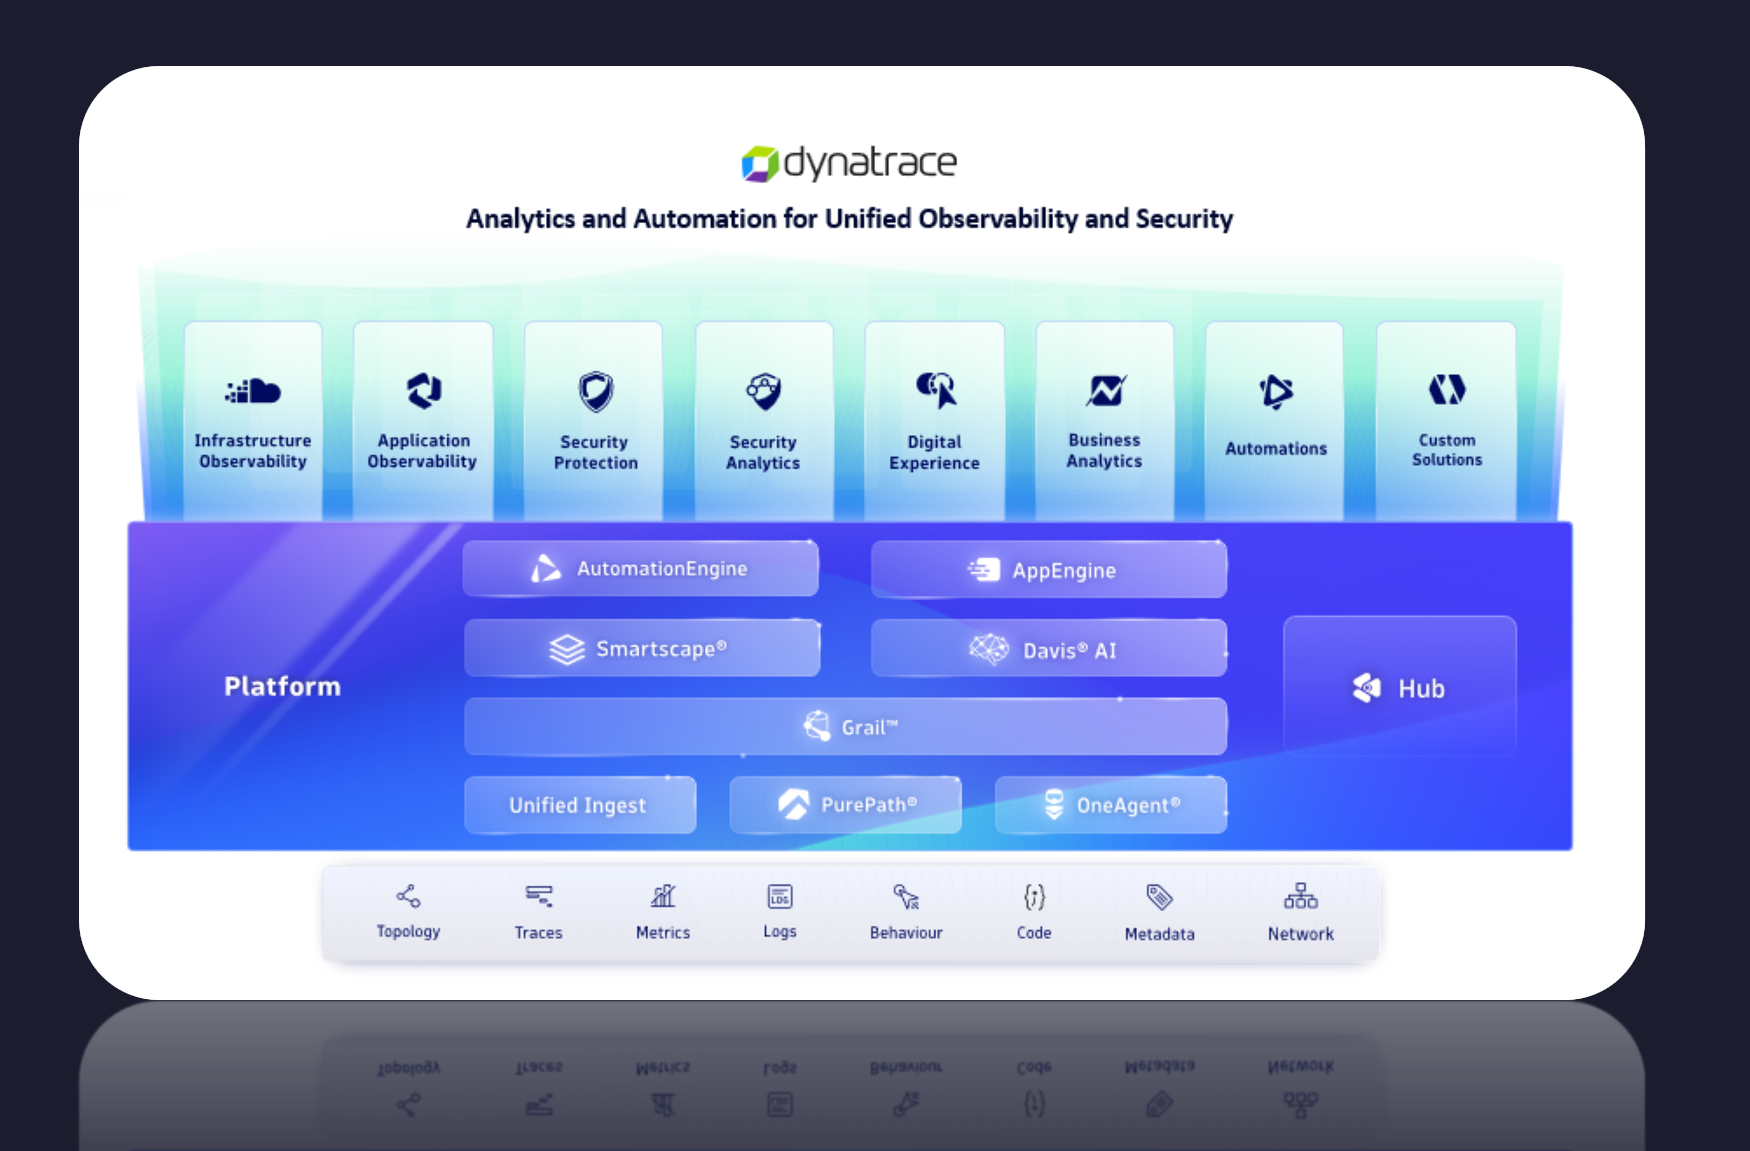 dynatrace
Analytics and Automation for Unified Observability and Security
Infrastructure
Observability
Application
Observability
Security
Protection
Security
Analytics
Digital
Experience
Business
Analytics
Automations
Custom
Solutions
Platform
AutomationEngine
AppEngine
Smartscape®
Davis® AI
Grail™
Hub
Unified Ingest
PurePath®
OneAgent®
LOG
Topology
Traces
Metrics
Logs
Behaviour
Code
Metadata
Network